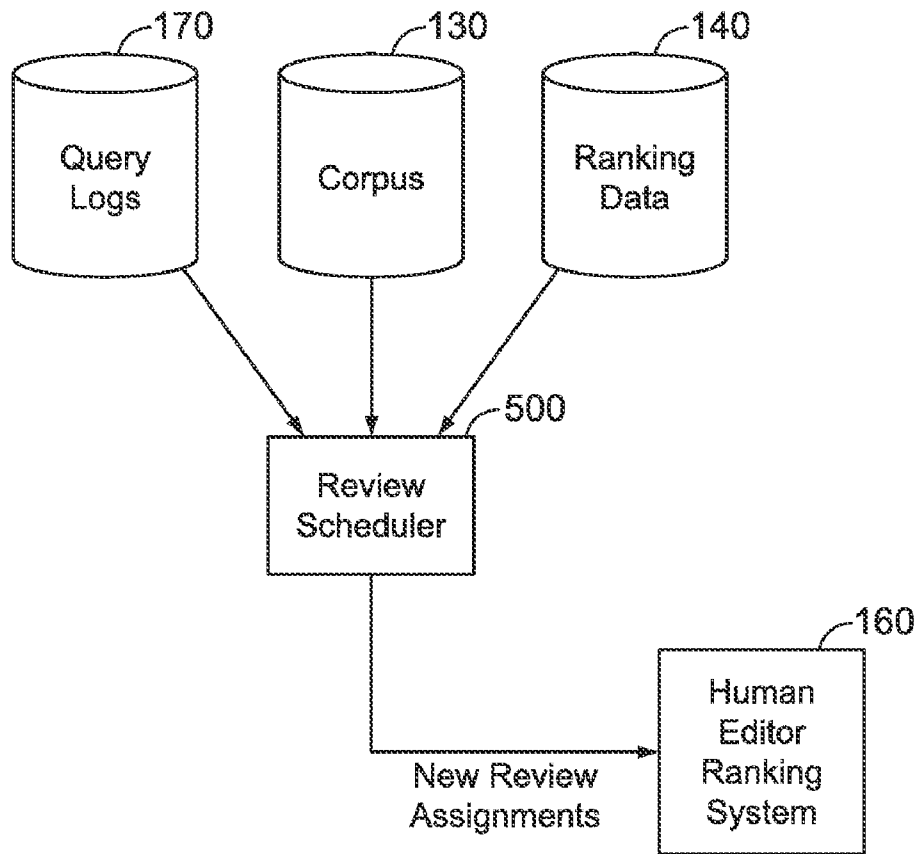 170
130
140
Query
Logs
Corpus
Ranking
Data
500
Review
Scheduler
160
Human
Editor
Ranking
System
New Review
Assignments